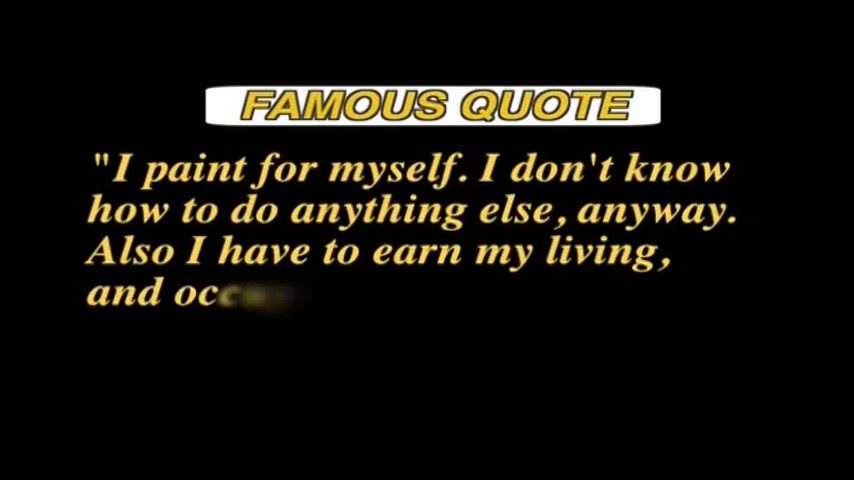 FAMOUS QUOTE
"I paint for myself. I don't know
how to do anything else, anyway.
Also I have to earn my living,
and